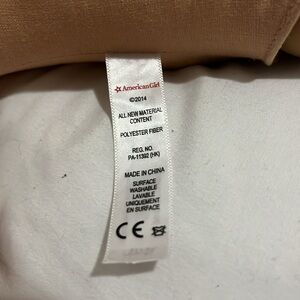 AmericanGirl
©2014
ALL NEW MATERIAL
CONTENT
POLYESTER FIBER
REG. NO.
PA-11392 (HK)
MADE IN CHINA
SURFACE
WASHABLE
LAVABLE
UNIQUEMENT
EN SURFACE
CE